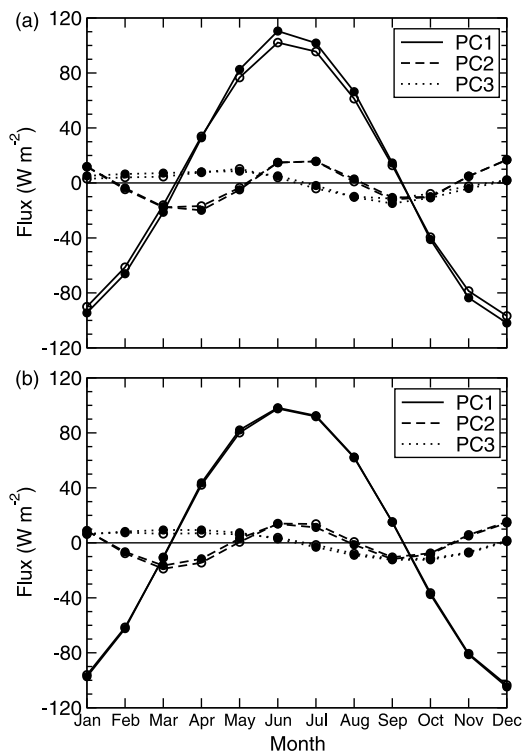 (a)
120
80
40
0
-40
-80
-120
Flux (W m⁻²)
PC1
PC2
PC3
(b)
120
80
40
0
-40
-80
-120
Flux (W m⁻²)
PC1
PC2
PC3
Jan Feb Mar Apr May Jun Jul Aug Sep Oct Nov Dec
Month